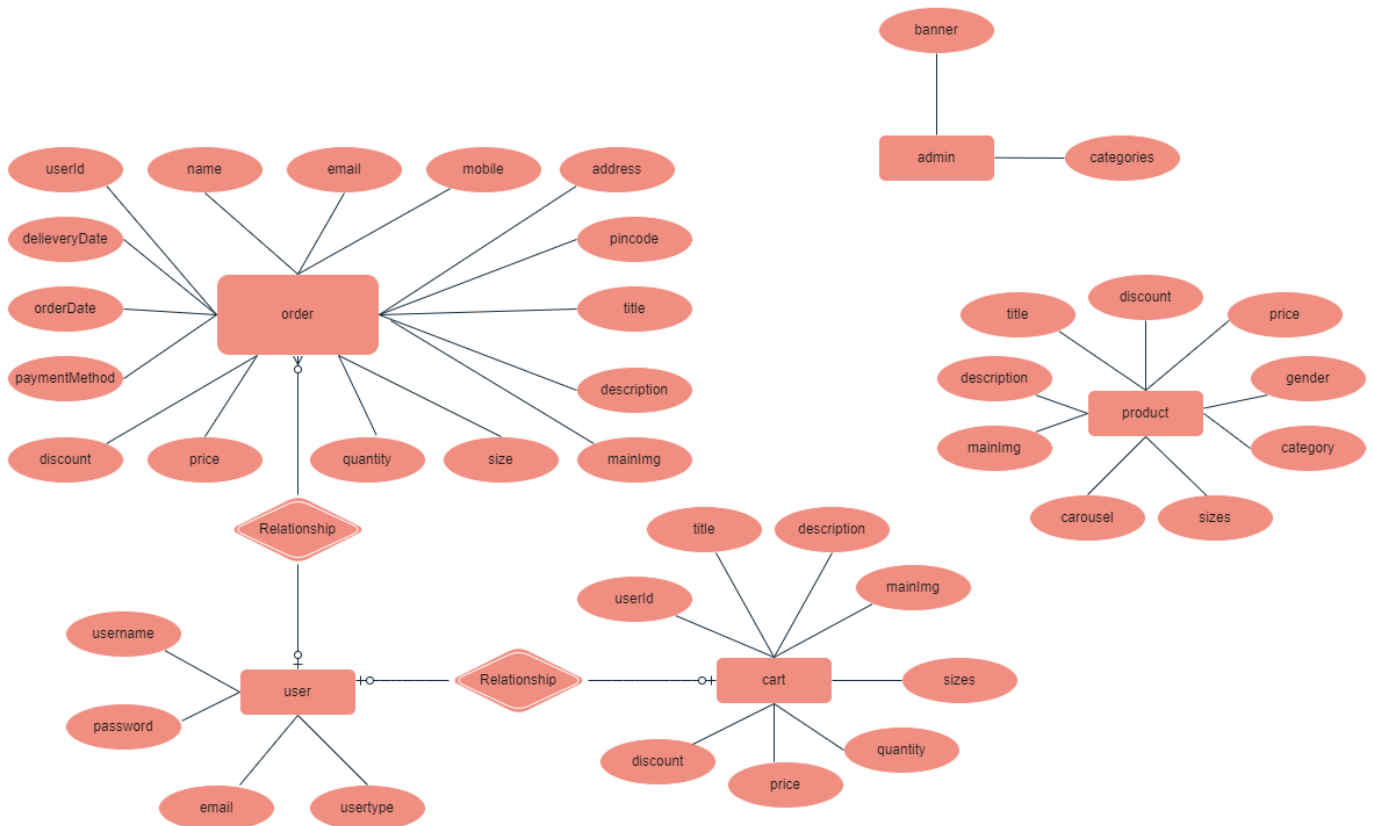 banner
admin
categories
userId
name
email
mobile
address
delieveryDate
pincode
orderDate
order
title
paymentMethod
description
discount
price
quantity
size
mainImg
title
discount
price
description
gender
product
mainImg
category
carousel
sizes
Relationship
title
description
userId
mainImg
username
user
Relationship
cart
sizes
password
discount
price
quantity
email
usertype